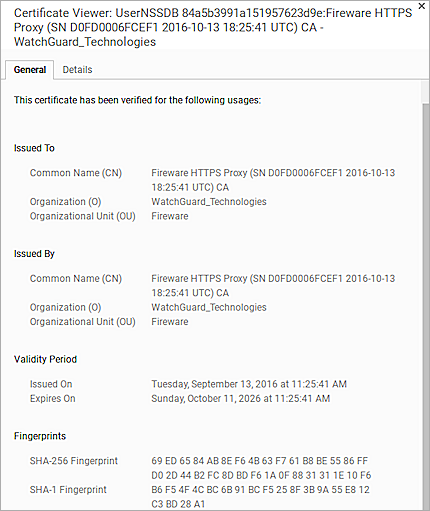 Certificate Viewer: UserNSSDB 84a5b3991a151957623d9e:Fireware HTTPS
Proxy (SN D0FD0006FCEF1 2016-10-13 18:25:41 UTC) CA -
WatchGuard_Technologies
General Details
This certificate has been verified for the following usages:
Issued To
Common Name (CN) Fireware HTTPS Proxy (SN D0FD0006FCEF1 2016-10-13
18:25:41 UTC) CA
Organization (O) WatchGuard_Technologies
Organizational Unit (OU) Fireware
Issued By
Common Name (CN) Fireware HTTPS Proxy (SN D0FD0006FCEF1 2016-10-13
18:25:41 UTC) CA
Organization (O) WatchGuard_Technologies
Organizational Unit (OU) Fireware
Validity Period
Issued On Tuesday, September 13, 2016 at 11:25:41 AM
Expires On Sunday, October 11, 2026 at 11:25:41 AM
Fingerprints
SHA-256 Fingerprint 69 ED 65 84 AB 8E F6 4B 63 F7 61 B8 BE 55 86 FF
D0 2D 44 B2 FC 8D BD F6 1A 0F 88 31 31 1E 10 F6
SHA-1 Fingerprint B6 F5 4F 4C BC 6B 91 BC F5 25 8F 3B 9A 55 E8 12
C3 BD 28 A1